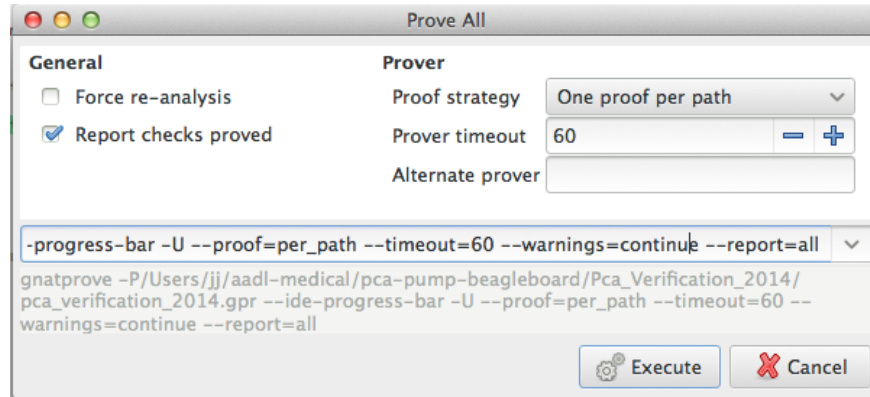 Prove All
General
Prover
Force re-analysis
Proof strategy
One proof per path
Report checks proved
Prover timeout
60
Alternate prover
-progress-bar -U --proof=per_path --timeout=60 --warnings=continue --report=all
gnatprove -P/Users/jj/aadl-medical/pca-pump-beagleboard/Pca_Verification_2014/
pca_verification_2014.gpr --ide-progress-bar -U --proof=per_path --timeout=60 --
warnings=continue --report=all
Execute
Cancel